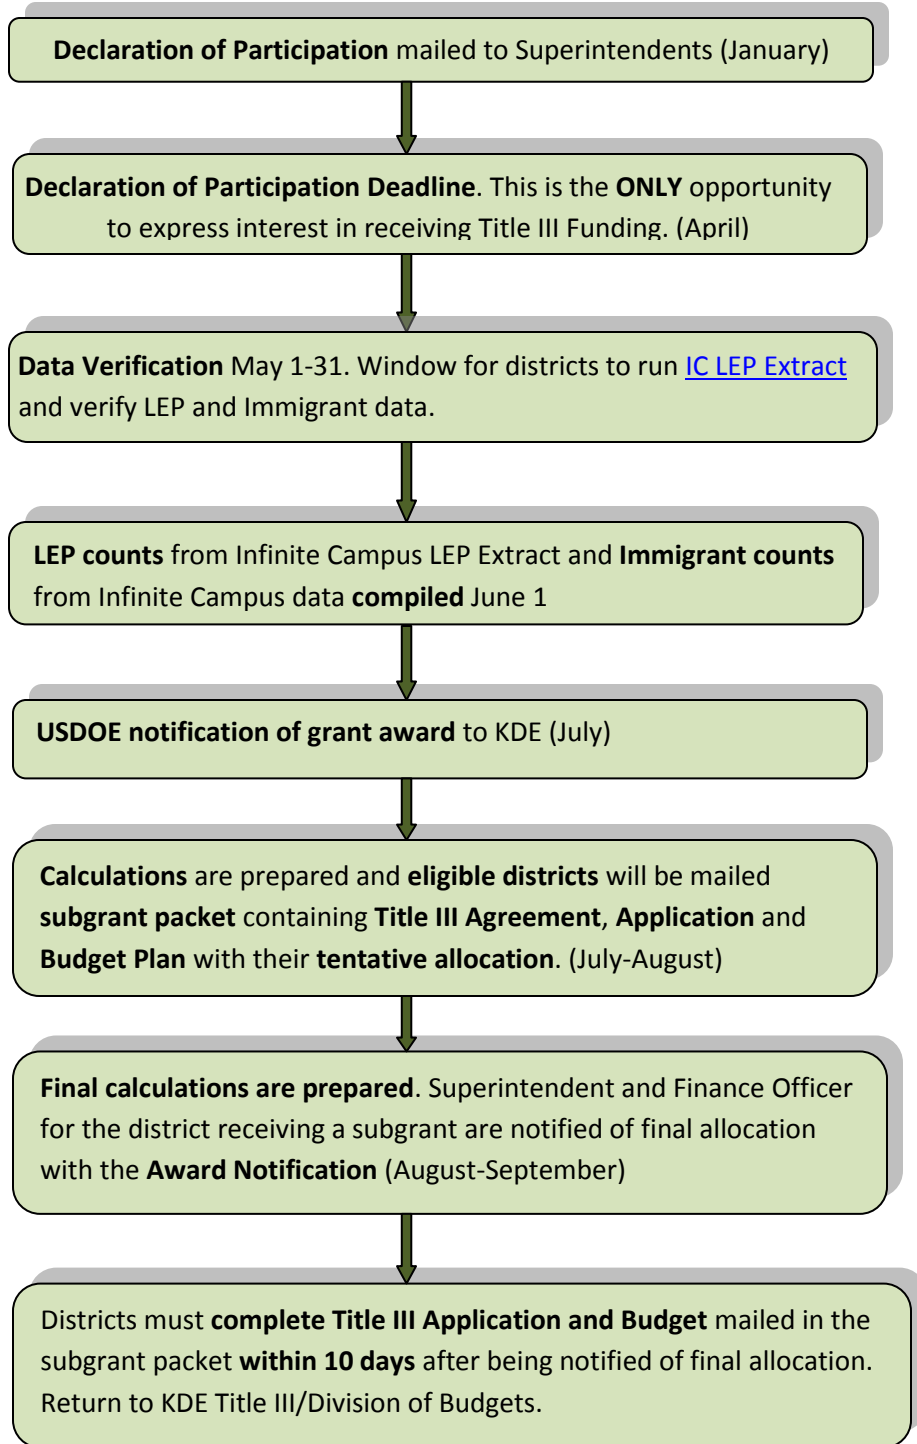 Declaration of Participation mailed to Superintendents (January)
Declaration of Participation Deadline. This is the ONLY opportunity
to express interest in receiving Title III Funding. (April)
Data Verification May 1-31. Window for districts to run IC LEP Extract
and verify LEP and Immigrant data.
LEP counts from Infinite Campus LEP Extract and Immigrant counts
from Infinite Campus data compiled June 1
USDOE notification of grant award to KDE (July)
Calculations are prepared and eligible districts will be mailed
subgrant packet containing Title III Agreement, Application and
Budget Plan with their tentative allocation. (July-August)
Final calculations are prepared. Superintendent and Finance Officer
for the district receiving a subgrant are notified of final allocation
with the Award Notification (August-September)
Districts must complete Title III Application and Budget mailed in the
subgrant packet within 10 days after being notified of final allocation.
Return to KDE Title III/Division of Budgets.